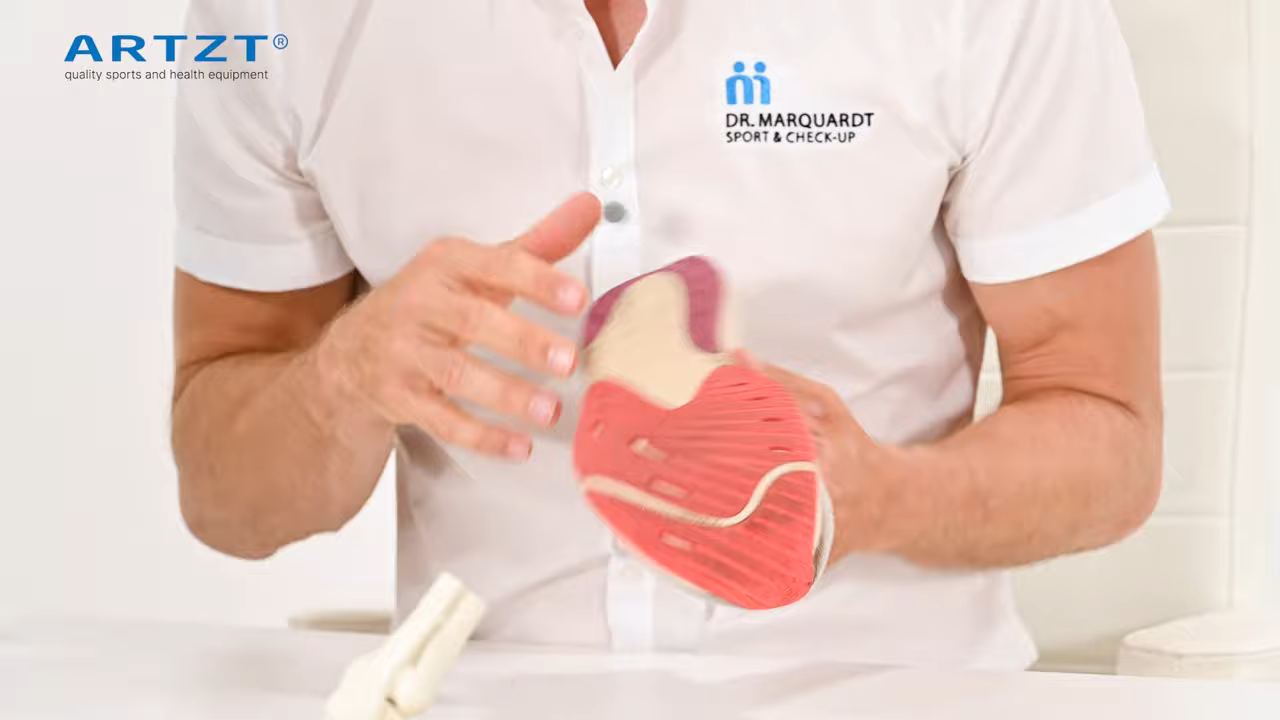 ARTZT®
quality sports and health equipment
DR. MARQUARDT
SPORT & CHECK-UP